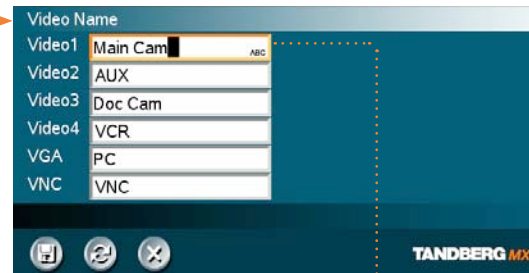 Video Name
Video1 Main Cam ABC
Video2 AUX
Video3 Doc Cam
Video4 VCR
VGA PC
VNC VNC
TANDBERG MX